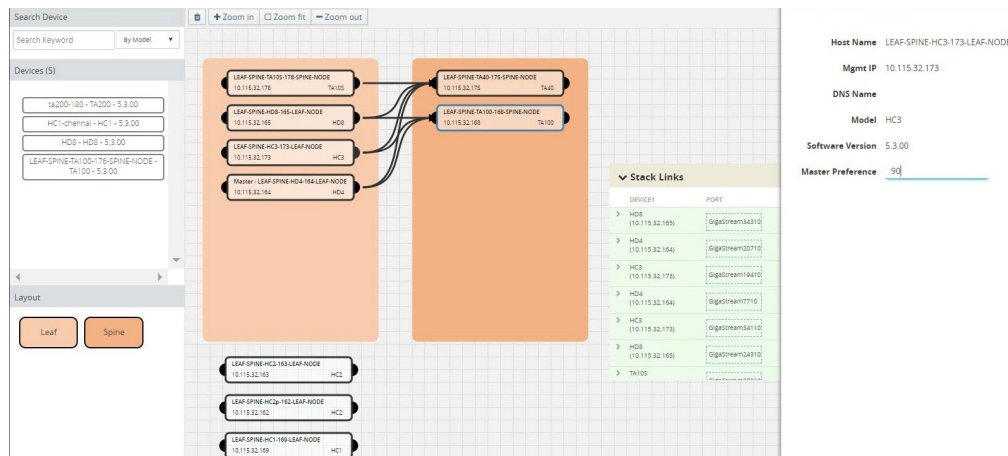 Search Device
Search Keyword
By Model
Devices (5)
ta200-180 - TA200 - 5.3.00
HC1-chennai - HC1 - 5.3.00
HD8 - HD8 - 5.3.00
LEAF-SPINE-TA100-176-SPINE-NODE -
TA100 - 5.3.00
Layout
Leaf
Spine
Zoom in
Zoom fit
Zoom out
LEAF-SPINE-TA10S-178-SPINE-NODE
10.115.32.178 TA10S
LEAF-SPINE-HD8-165-LEAF-NODE
10.115.32.165 HD8
LEAF-SPINE-HC3-173-LEAF-NODE
10.115.32.173 HC3
Master - LEAF-SPINE-HD4-164-LEAF-NODE
10.115.32.164 HD4
LEAF-SPINE-TA40-175-SPINE-NODE
10.115.32.175 TA40
LEAF-SPINE-TA100-168-SPINE-NODE
10.115.32.168 TA100
LEAF-SPINE-HC2-163-LEAF-NODE
10.115.32.163 HC2
LEAF-SPINE-HC2p-162-LEAF-NODE
10.115.32.162 HC2
LEAF-SPINE-HC1-169-LEAF-NODE
10.115.32.169 HC1
Stack Links
DEVICE1 PORT
HD8
(10.115.32.165) GigaStream34310
HD4
(10.115.32.164) GigaStream20710
HC3
(10.115.32.173) GigaStream19410
HD4
(10.115.32.164) GigaStream7710
HC3
(10.115.32.173) GigaStream34110
HD8
(10.115.32.165) GigaStream24310
TA10S
Host Name LEAF-SPINE-HC3-173-LEAF-NODE
Mgmt IP 10.115.32.173
DNS Name
Model HC3
Software Version 5.3.00
Master Preference 90